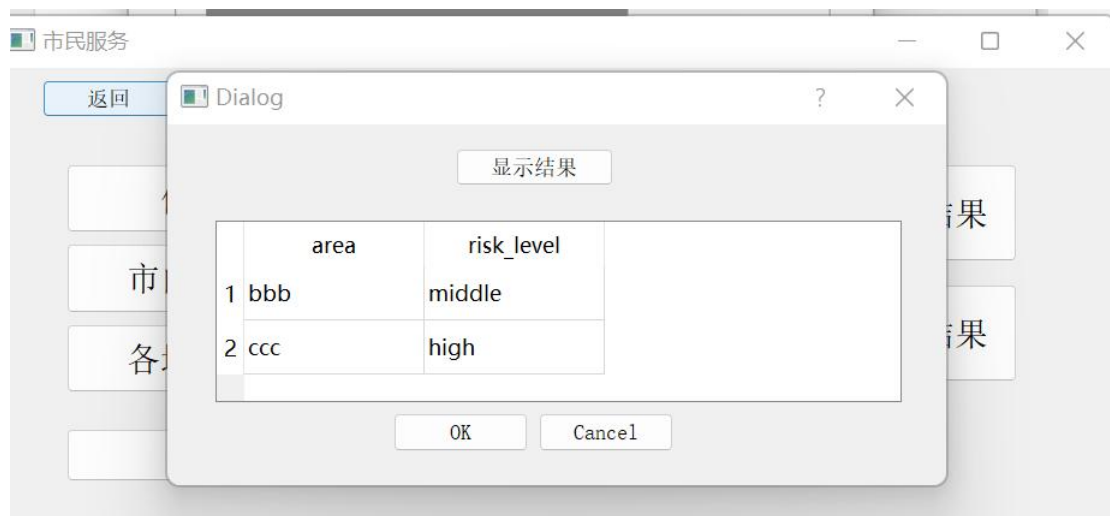 市民服务
返回
Dialog
?
显示结果
果
area risk_level
市
1 bbb middle
2 ccc high
各
果
OK Cancel